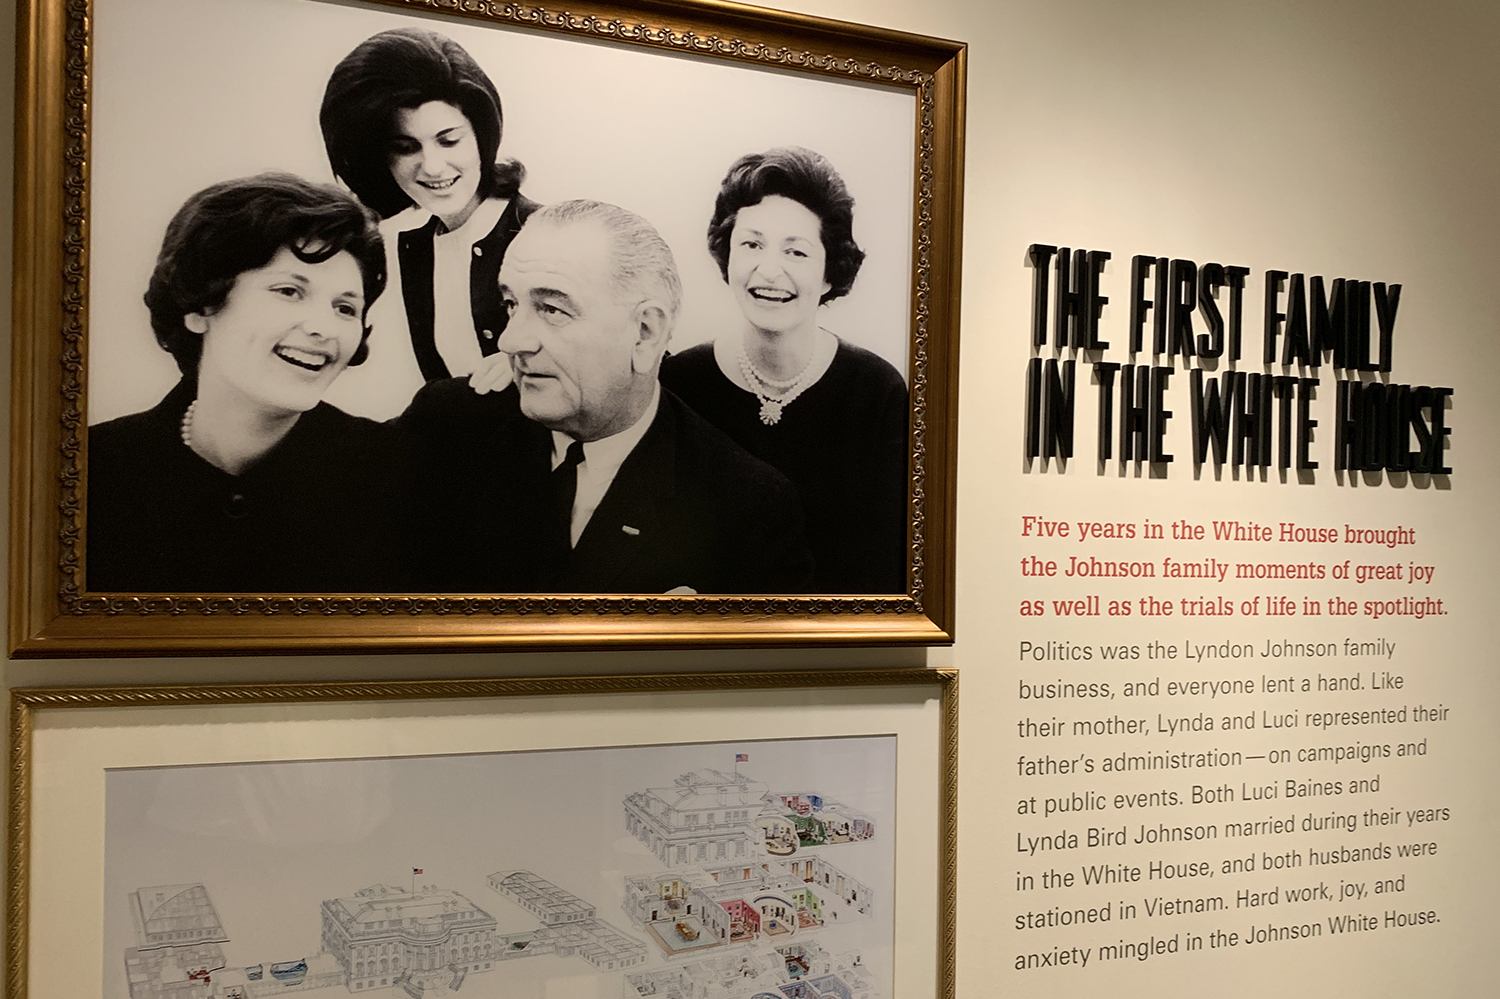 THE FIRST FAMILY
IN THE WHITE HOUSE
Five years in the White House brought
the Johnson family moments of great joy
as well as the trials of life in the spotlight.
Politics was the Lyndon Johnson family
business, and everyone lent a hand. Like
their mother, Lynda and Luci represented their
father's administration—on campaigns and
at public events. Both Luci Baines and
Lynda Bird Johnson married during their years
in the White House, and both husbands were
stationed in Vietnam. Hard work, joy, and
anxiety mingled in the Johnson White House.